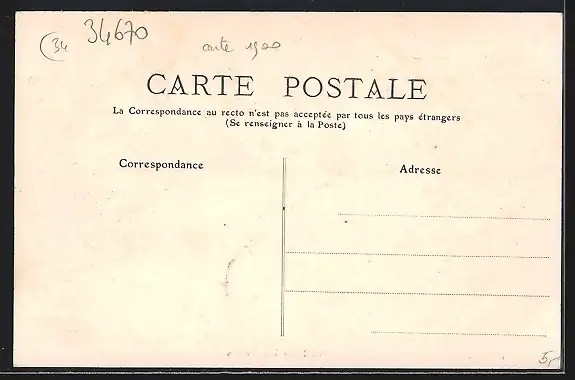 34
34670
carte 1900
CARTE POSTALE
La Correspondance au recto n'est pas acceptée par tous les pays étrangers
(Se renseigner à la Poste)
Correspondance
Adresse
5,-